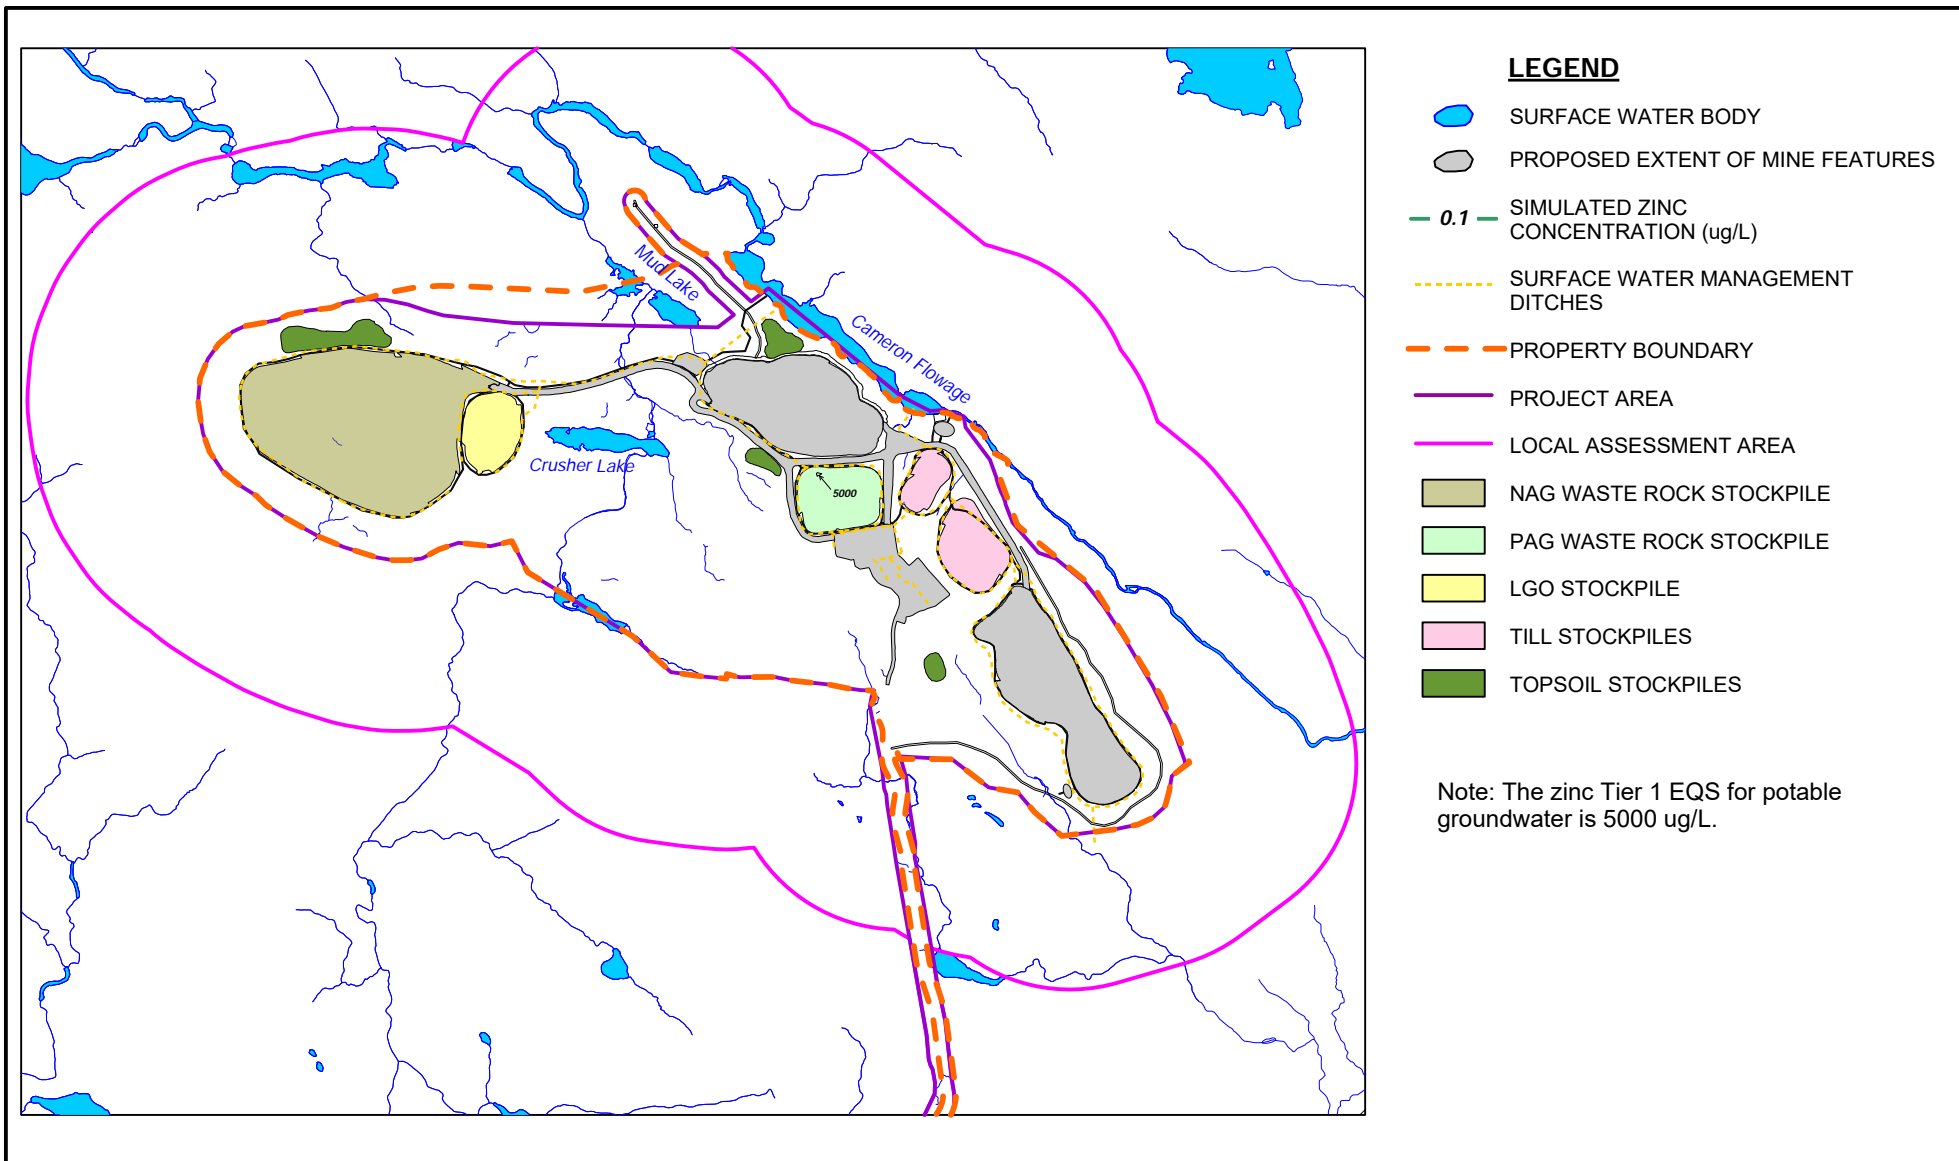 Mud Lake
Cameron Flowage
Crusher Lake
5000
LEGEND
SURFACE WATER BODY
PROPOSED EXTENT OF MINE FEATURES
0.1
SIMULATED ZINC
CONCENTRATION (ug/L)
SURFACE WATER MANAGEMENT
DITCHES
PROPERTY BOUNDARY
PROJECT AREA
LOCAL ASSESSMENT AREA
NAG WASTE ROCK STOCKPILE
PAG WASTE ROCK STOCKPILE
LGO STOCKPILE
TILL STOCKPILES
TOPSOIL STOCKPILES
Note: The zinc Tier 1 EQS for potable
groundwater is 5000 ug/L.